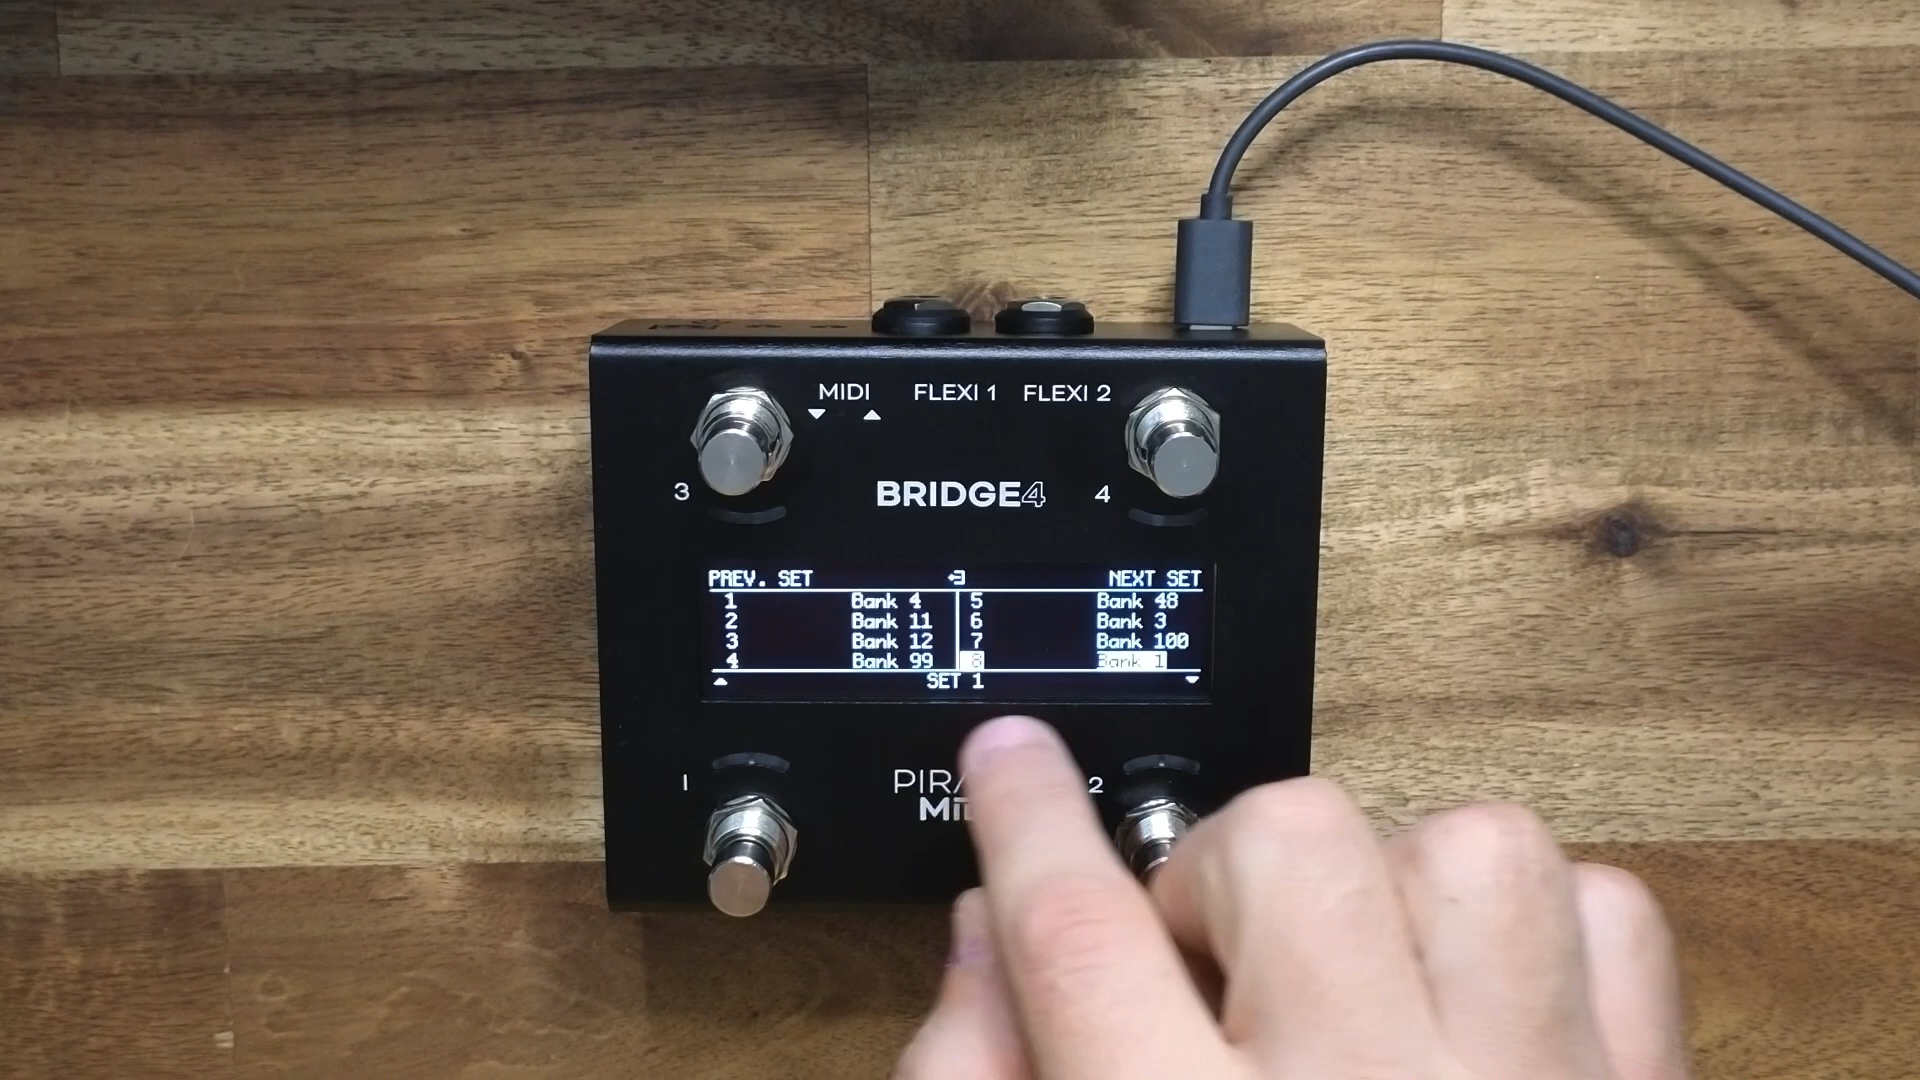 MIDI FLEXI 1 FLEXI 2
3 BRIDGE4 4
PREV. SET NEXT SET
1 Bank 4 5 Bank 48
2 Bank 11 6 Bank 3
3 Bank 12 7 Bank 100
4 Bank 99 8 Bank 1
SET 1
1 2